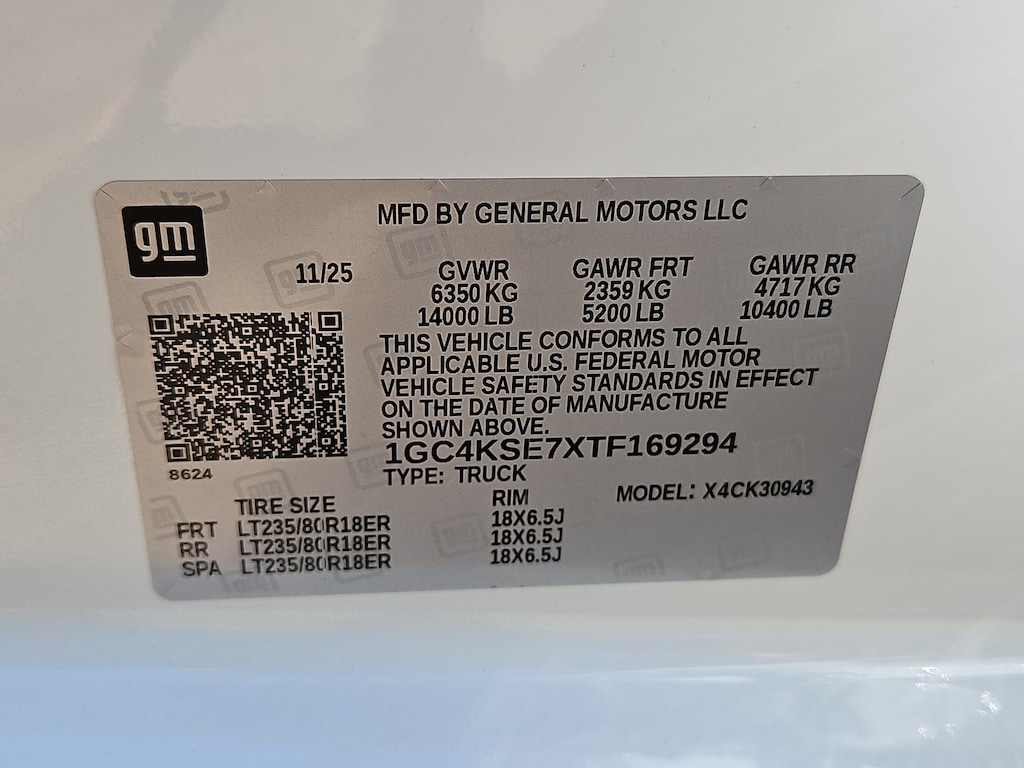 gm
MFD BY GENERAL MOTORS LLC
11/25
GVWR GAWR FRT GAWR RR
6350 KG 2359 KG 4717 KG
14000 LB 5200 LB 10400 LB
THIS VEHICLE CONFORMS TO ALL
APPLICABLE U.S. FEDERAL MOTOR
VEHICLE SAFETY STANDARDS IN EFFECT
ON THE DATE OF MANUFACTURE
SHOWN ABOVE.
1GC4KSE7XTF169294
8624
TYPE: TRUCK
MODEL: X4CK30943
TIRE SIZE RIM
FRT LT235/80R18ER 18X6.5J
RR LT235/80R18ER 18X6.5J
SPA LT235/80R18ER 18X6.5J